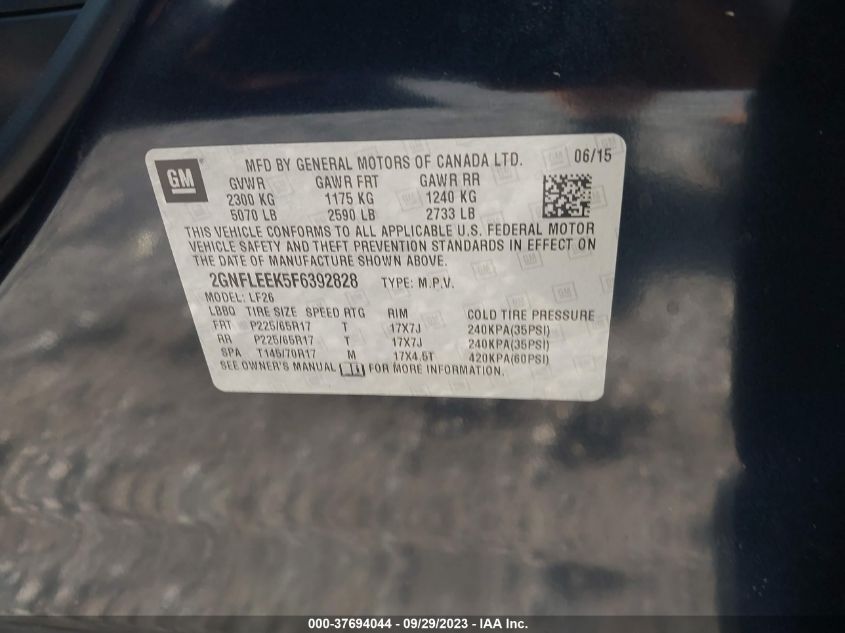 GM
MFD BY GENERAL MOTORS OF CANADA LTD. 06/15
GVWR GAWR FRT GAWR RR
2300 KG 1175 KG 1240 KG
5070 LB 2590 LB 2733 LB
THIS VEHICLE CONFORMS TO ALL APPLICABLE U.S. FEDERAL MOTOR
VEHICLE SAFETY AND THEFT PREVENTION STANDARDS IN EFFECT ON
THE DATE OF MANUFACTURE SHOWN ABOVE.
2GNFLEEK5F6392828 TYPE: M.P.V.
MODEL: LF26
LBBQ TIRE SIZE SPEED RTG RIM COLD TIRE PRESSURE
FRT P225/65R17 T 17X7J 240KPA(35PSI)
RR P225/65R17 T 17X7J 240KPA(35PSI)
SPA T145/70R17 M 17X4.5T 420KPA(60PSI)
SEE OWNER'S MANUAL FOR MORE INFORMATION.
000-37694044 - 09/29/2023 - IAA Inc.